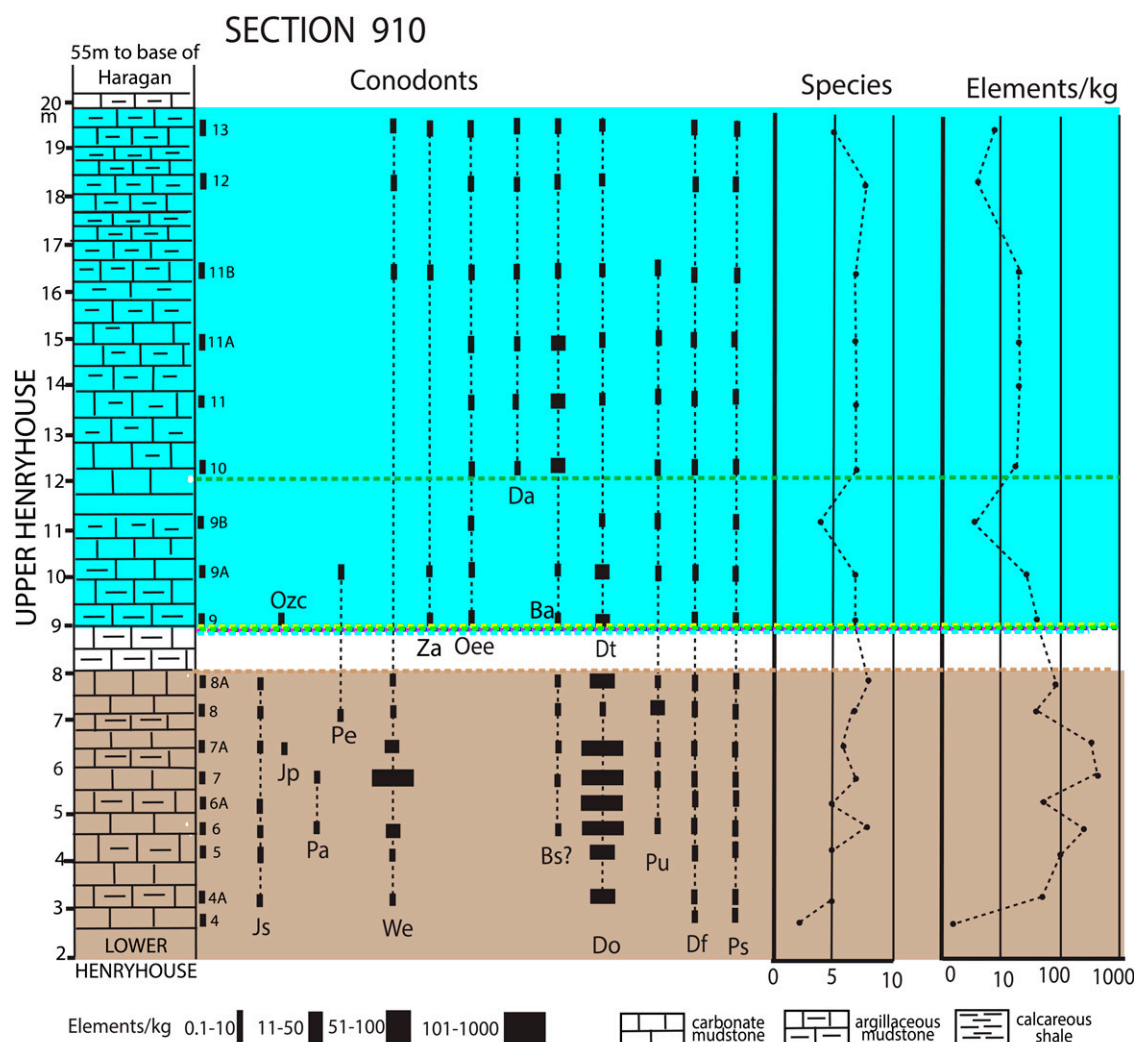 SECTION 910
55m to base of
Haragan
Conodonts
Species
Elements/kg
20
m
13
19
12
18
17
11B
16
15
11A
14
11
13
10
12
Da
9B
11
10
9A
Ozc
Ba
9
9
Za
Oee
Dt
8
8A
8
7
Pe
7A
Jp
6
7
6A
5
6
Pa
Bs?
Pu
5
4
4A
3
4
Js
We
Do
Df
Ps
2
LOWER
HENRYHOUSE
UPPER HENRYHOUSE
0
5
10
0
10
100
1000
Elements/kg 0.1-10 11-50 51-100 101-1000
carbonate
mudstone
argillaceous
mudstone
calcareous
shale